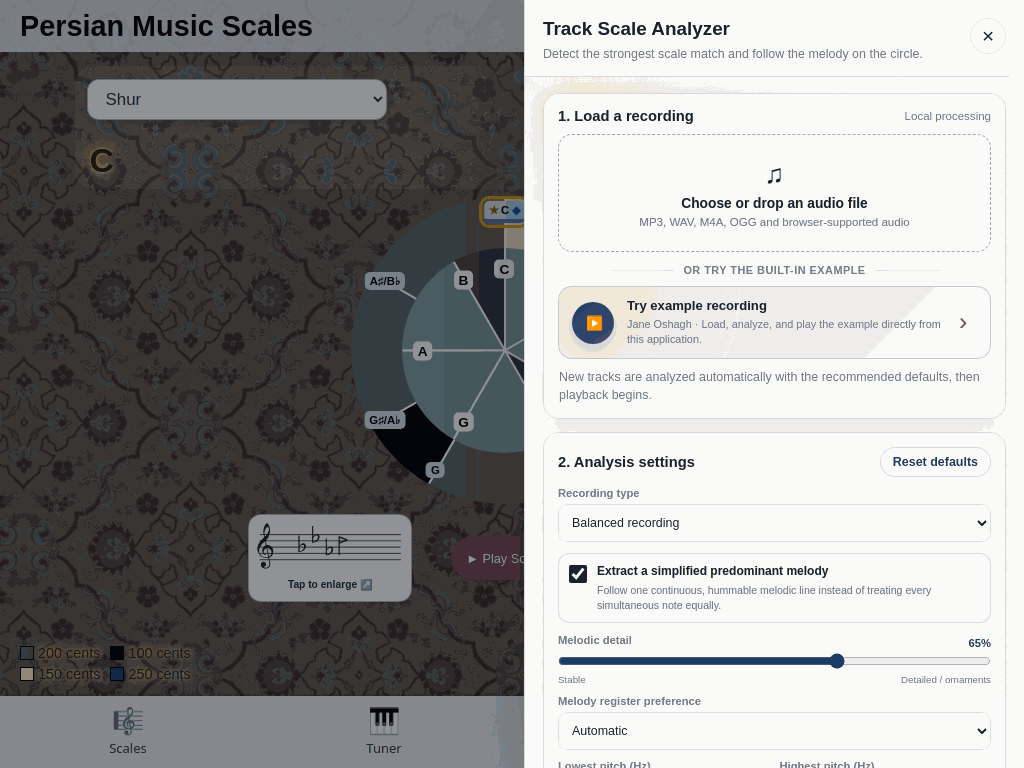 Persian Music Scales
Shur
C
★C◆
A♯/B♭
B
C
A
G♯/A♭
G
G
Tap to enlarge ↗
► Play Sc
200 cents
100 cents
150 cents
250 cents
Scales
Tuner
Track Scale Analyzer
Detect the strongest scale match and follow the melody on the circle.
✕
1. Load a recording
Local processing
♫
Choose or drop an audio file
MP3, WAV, M4A, OGG and browser-supported audio
OR TRY THE BUILT-IN EXAMPLE
Try example recording
Jane Oshagh · Load, analyze, and play the example directly from
this application.
›
New tracks are analyzed automatically with the recommended defaults, then
playback begins.
2. Analysis settings
Reset defaults
Recording type
Balanced recording
Extract a simplified predominant melody
Follow one continuous, hummable melodic line instead of treating every
simultaneous note equally.
Melodic detail
65%
Stable
Detailed / ornaments
Melody register preference
Automatic
Lowest pitch (Hz)
Highest pitch (Hz)